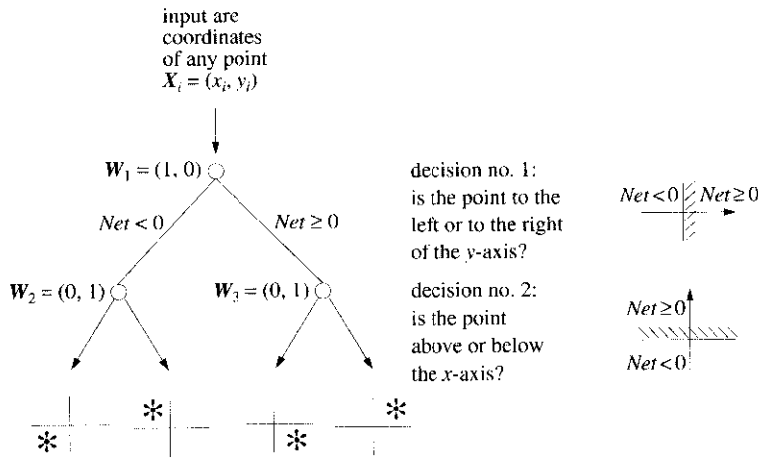 input are
coordinates
of any point
X_i = (x_i, y_i)
W_1 = (1, 0)
Net < 0
Net ≥ 0
W_2 = (0, 1)
W_3 = (0, 1)
decision no. 1:
is the point to the
left or to the right
of the y-axis?
Net < 0
Net ≥ 0
decision no. 2:
is the point
above or below
the x-axis?
Net ≥ 0
Net < 0